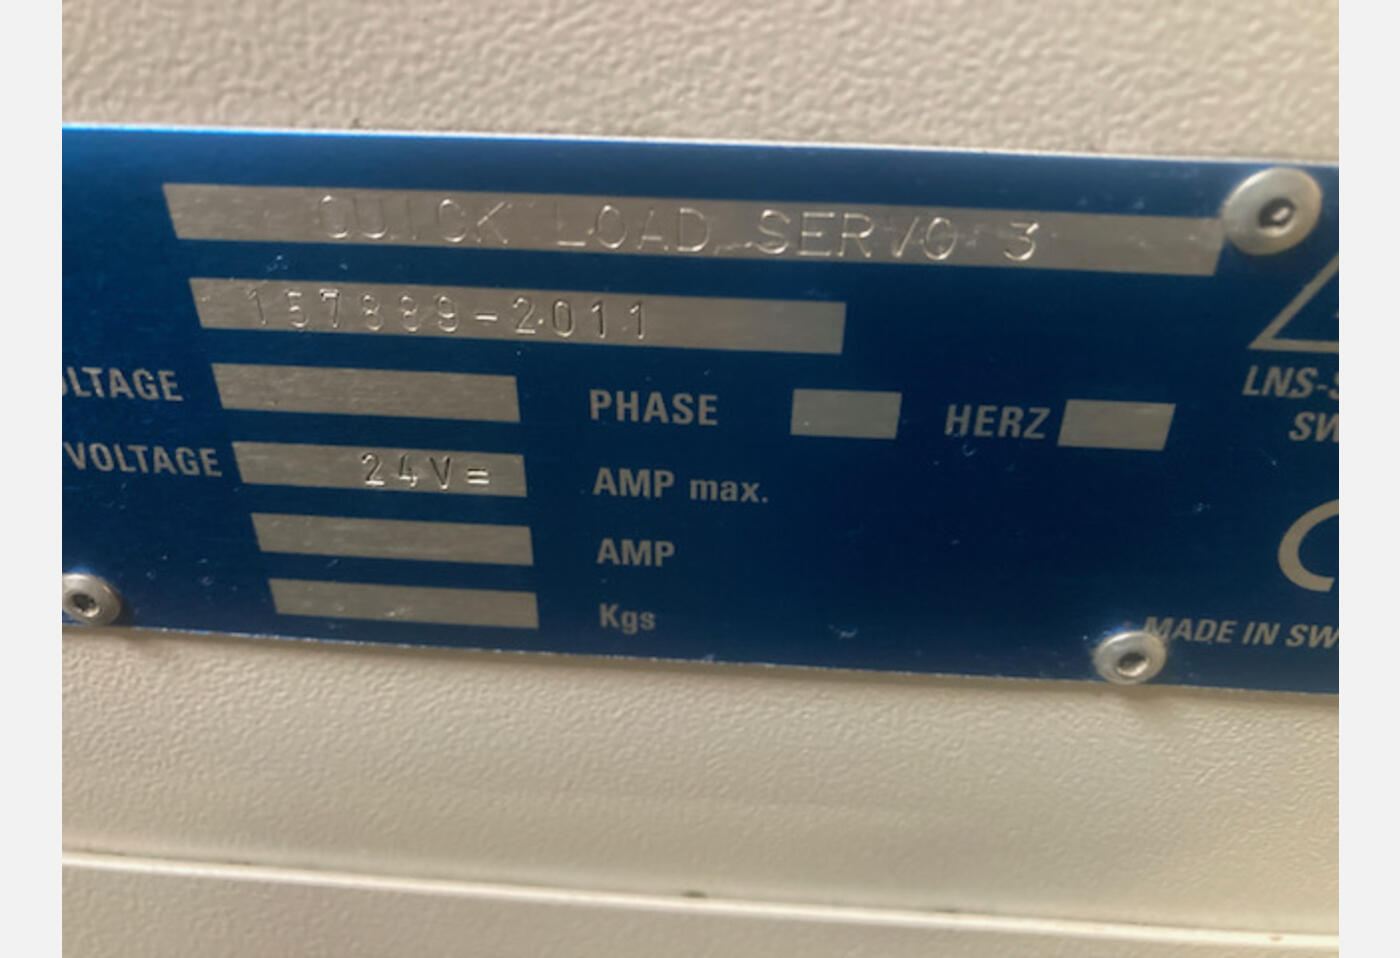 QUICK LOAD SERVO 3
157889-2011
OLTAGE PHASE HERZ
VOLTAGE 24V= AMP max.
AMP
Kgs
LNS-S
SW
C
MADE IN SW